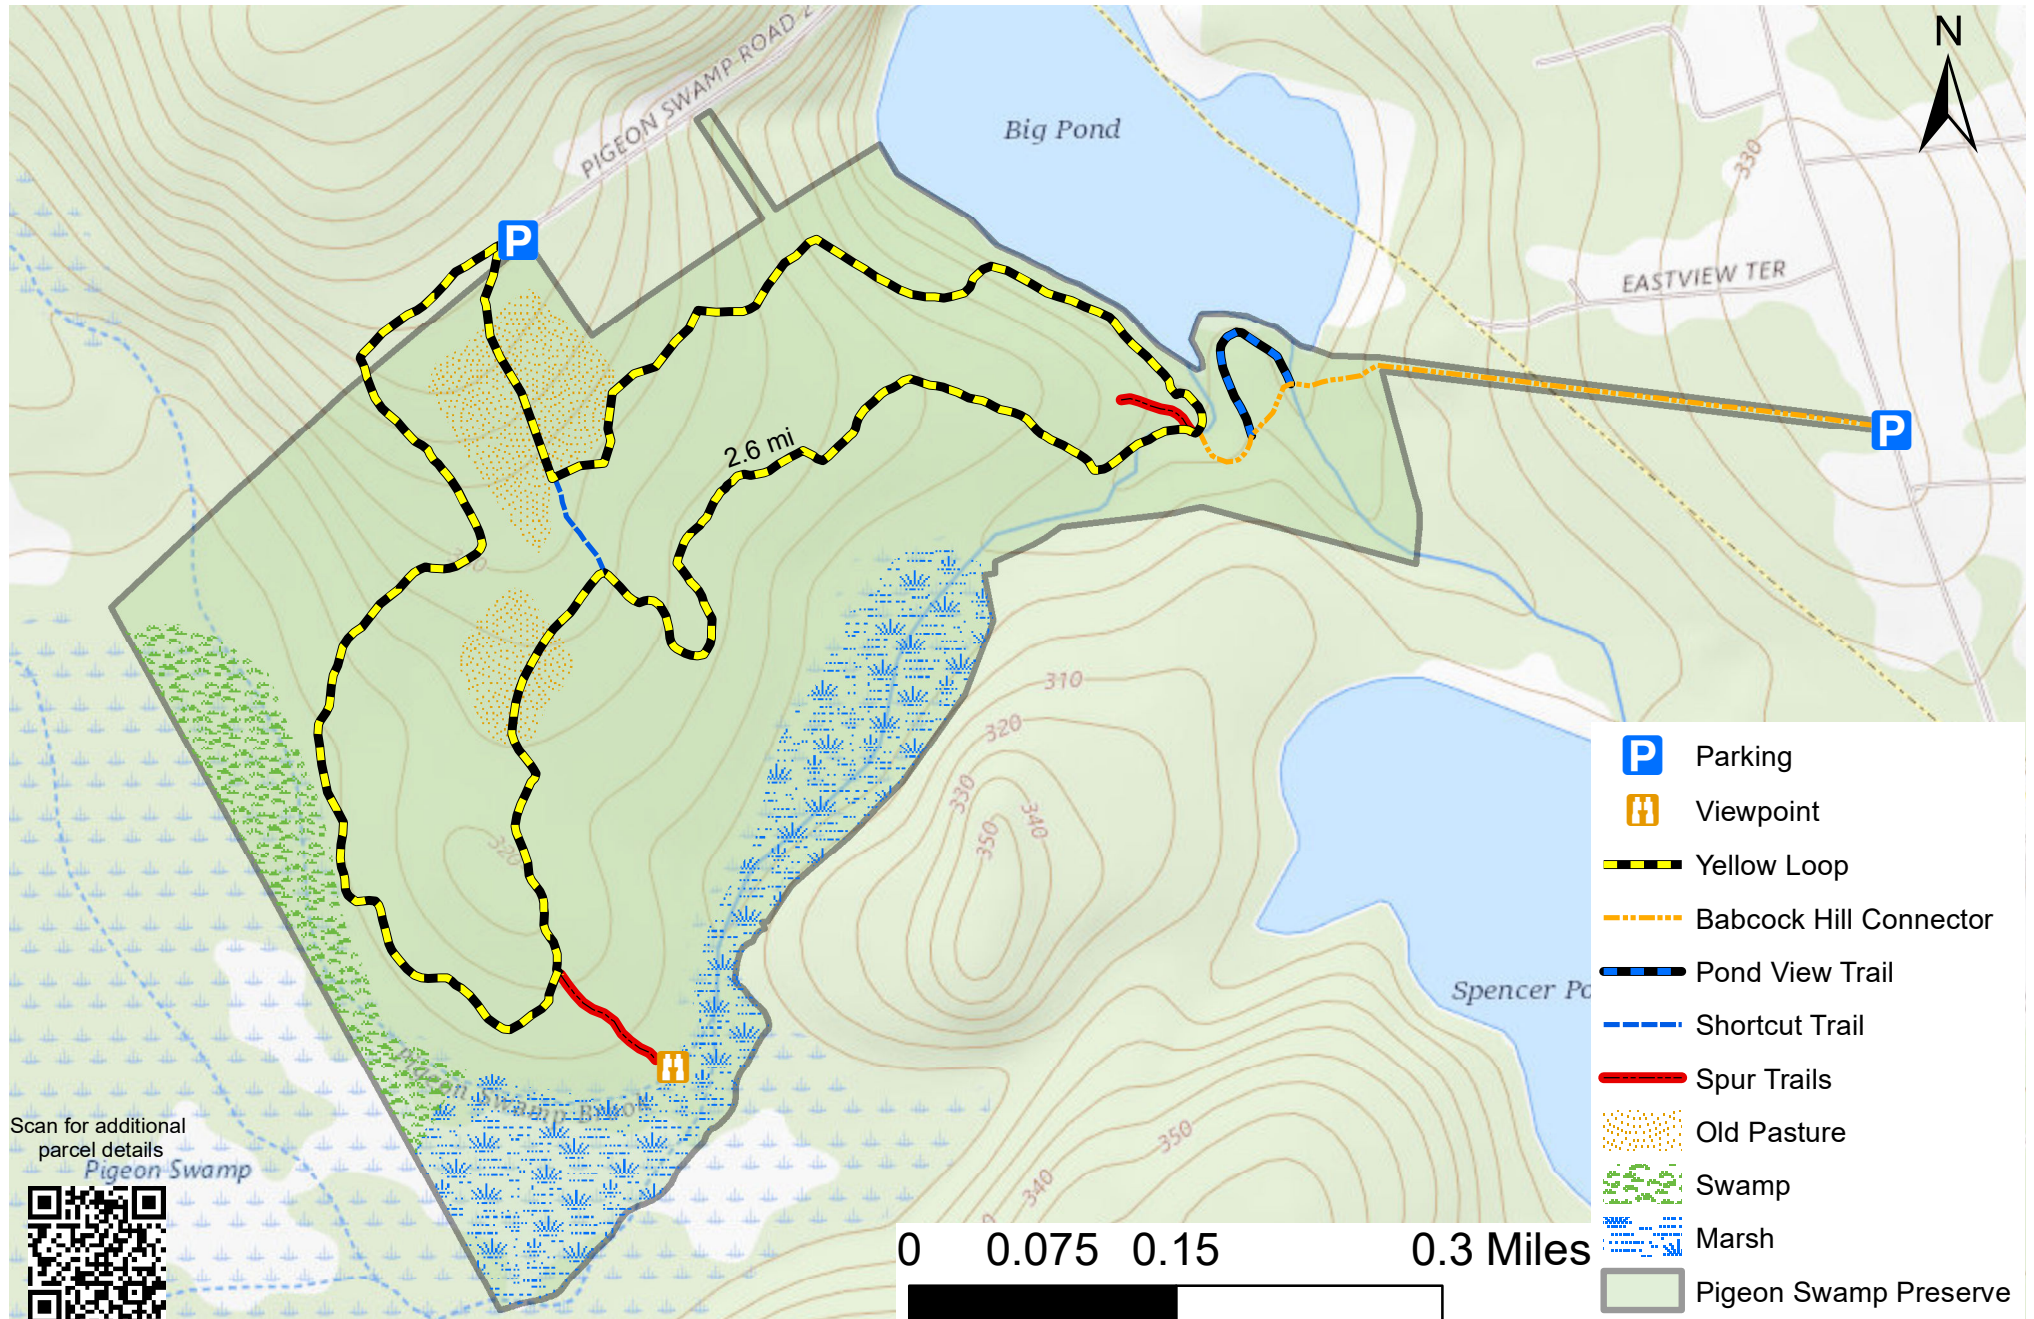 N
PIGEON SWAMP ROAD 2
Big Pond
330
P
EASTVIEW TER
P
2.6 mi
310
320
330
340
350
320
Spencer Po
Pigeon Swamp Brook
350
340
Scan for additional
parcel details
Pigeon Swamp
0 0.075 0.15 0.3 Miles
P Parking
Viewpoint
Yellow Loop
Babcock Hill Connector
Pond View Trail
Shortcut Trail
Spur Trails
Old Pasture
Swamp
Marsh
Pigeon Swamp Preserve